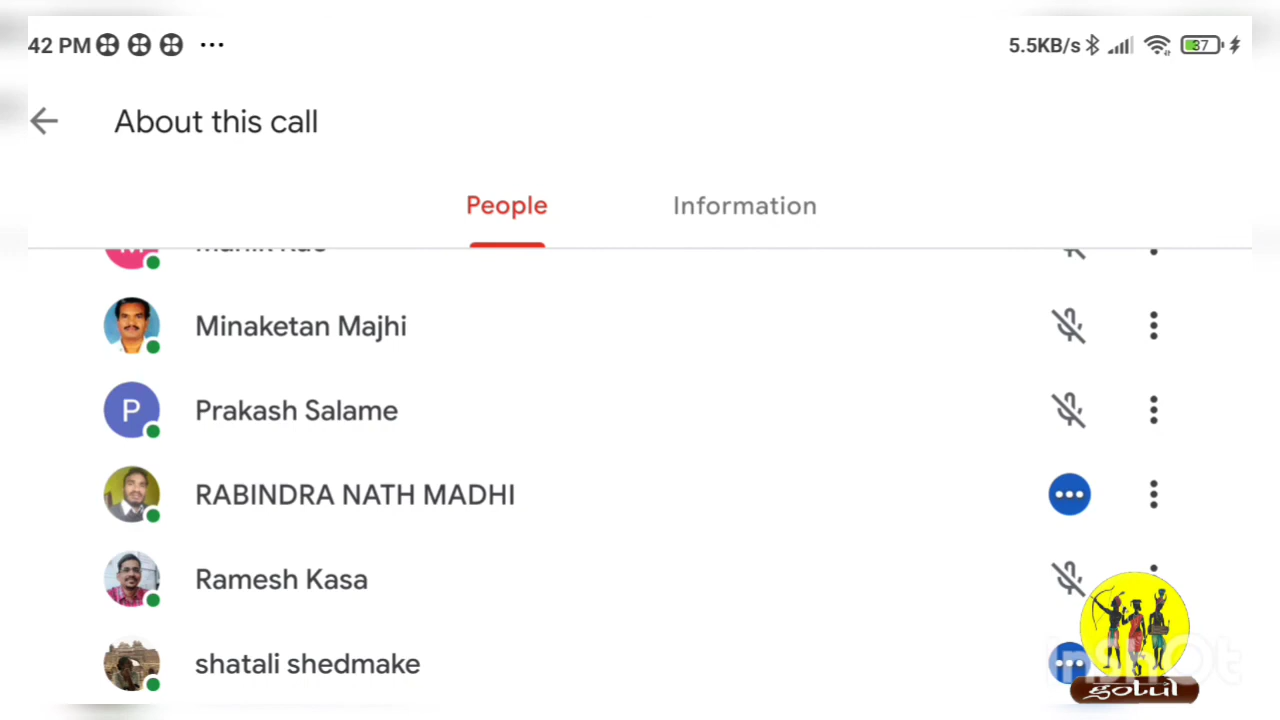 42 PM ... 5.5KB/s 37
About this call
People Information
Minaketan Majhi
P Prakash Salame
RABINDRA NATH MADHI
Ramesh Kasa
shatali shedmake
InShot
gotul